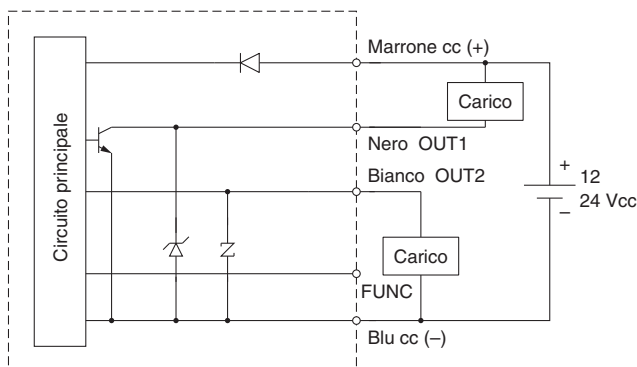 Circuito principale
Marrone cc (+)
Carico
Nero OUT1
Bianco OUT2
+
12
24 Vcc
–
Carico
FUNC
Blu cc (–)